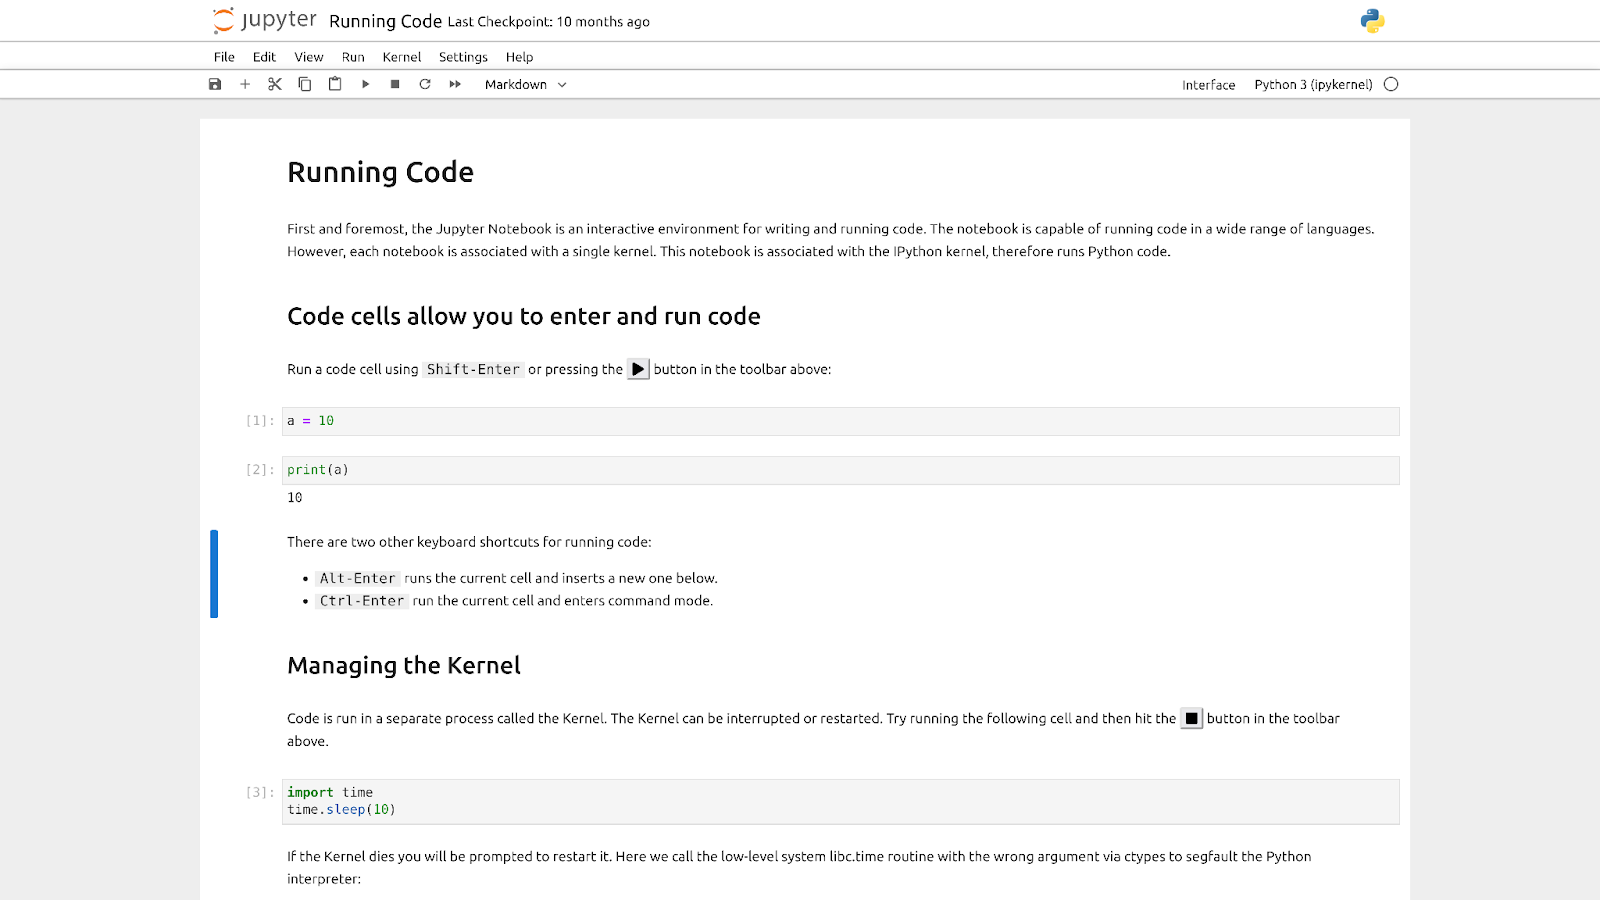 jupyter Running Code Last Checkpoint: 10 months ago
File Edit View Run Kernel Settings Help
Markdown Interface Python 3 (ipykernel)
Running Code
First and foremost, the Jupyter Notebook is an interactive environment for writing and running code. The notebook is capable of running code in a wide range of languages.
However, each notebook is associated with a single kernel. This notebook is associated with the IPython kernel, therefore runs Python code.
Code cells allow you to enter and run code
Run a code cell using Shift-Enter or pressing the button in the toolbar above:
[1]: a = 10
[2]: print(a)
10
There are two other keyboard shortcuts for running code:
• Alt-Enter runs the current cell and inserts a new one below.
• Ctrl-Enter run the current cell and enters command mode.
Managing the Kernel
Code is run in a separate process called the Kernel. The Kernel can be interrupted or restarted. Try running the following cell and then hit the button in the toolbar
above.
[3]: import time
time.sleep(10)
If the Kernel dies you will be prompted to restart it. Here we call the low-level system libc.time routine with the wrong argument via ctypes to segfault the Python
interpreter: